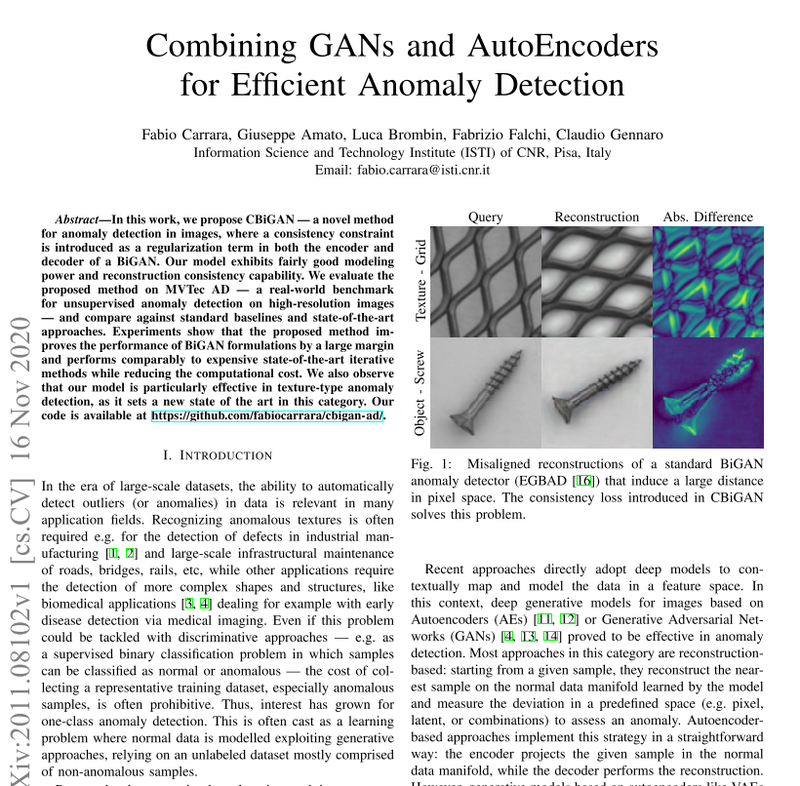 Combining GANs and AutoEncoders
for Efficient Anomaly Detection
Fabio Carrara, Giuseppe Amato, Luca Brombin, Fabrizio Falchi, Claudio Gennaro
Information Science and Technology Institute (ISTI) of CNR, Pisa, Italy
Email: fabio.carrara@isti.cnr.it
Xiv:2011.08102v1 [cs.CV] 16 Nov 2020
Abstract—In this work, we propose CBiGAN — a novel method
for anomaly detection in images, where a consistency constraint
is introduced as a regularization term in both the encoder and
decoder of a BiGAN. Our model exhibits fairly good modeling
power and reconstruction consistency capability. We evaluate the
proposed method on MVTec AD — a real-world benchmark
for unsupervised anomaly detection on high-resolution images
— and compare against standard baselines and state-of-the-art
approaches. Experiments show that the proposed method im-
proves the performance of BiGAN formulations by a large margin
and performs comparably to expensive state-of-the-art iterative
methods while reducing the computational cost. We also observe
that our model is particularly effective in texture-type anomaly
detection, as it sets a new state of the art in this category. Our
code is available at https://github.com/fabiocarrara/cbigan-ad/.
I. Introduction
In the era of large-scale datasets, the ability to automatically
detect outliers (or anomalies) in data is relevant in many
application fields. Recognizing anomalous textures is often
required e.g. for the detection of defects in industrial man-
ufacturing [1, 2] and large-scale infrastructural maintenance
of roads, bridges, rails, etc, while other applications require
the detection of more complex shapes and structures, like
biomedical applications [3, 4] dealing for example with early
disease detection via medical imaging. Even if this problem
could be tackled with discriminative approaches — e.g. as
a supervised binary classification problem in which samples
can be classified as normal or anomalous — the cost of col-
lecting a representative training dataset, especially anomalous
samples, is often prohibitive. Thus, interest has grown for
one-class anomaly detection. This is often cast as a learning
problem where normal data is modelled exploiting generative
approaches, relying on an unlabeled dataset mostly comprised
of non-anomalous samples.
Query Reconstruction Abs. Difference
Texture - Grid
Object - Screw
Fig. 1: Misaligned reconstructions of a standard BiGAN
anomaly detector (EGBAD [16]) that induce a large distance
in pixel space. The consistency loss introduced in CBiGAN
solves this problem.
Recent approaches directly adopt deep models to con-
textually map and model the data in a feature space. In
this context, deep generative models for images based on
Autoencoders (AEs) [11, 12] or Generative Adversarial Net-
works (GANs) [4, 13, 14] proved to be effective in anomaly
detection. Most approaches in this category are reconstruction-
based: starting from a given sample, they reconstruct the near-
est sample on the normal data manifold learned by the model
and measure the deviation in a predefined space (e.g. pixel,
latent, or combinations) to assess an anomaly. Autoencoder-
based approaches implement this strategy in a straightforward
way: the encoder projects the given sample in the normal
data manifold, while the decoder performs the reconstruction.